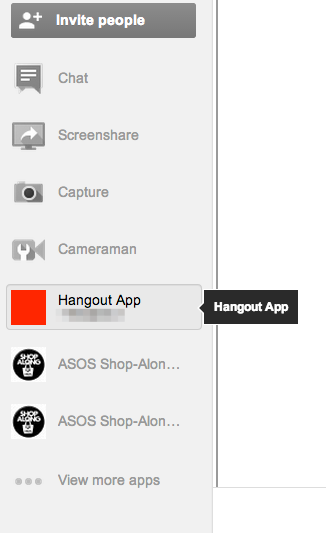 Invite people
Chat
Screenshare
Capture
Cameraman
Hangout App
Hangout App
SHOP ALONG
ASOS Shop-Alon...
SHOP ALONG
ASOS Shop-Alon...
View more apps